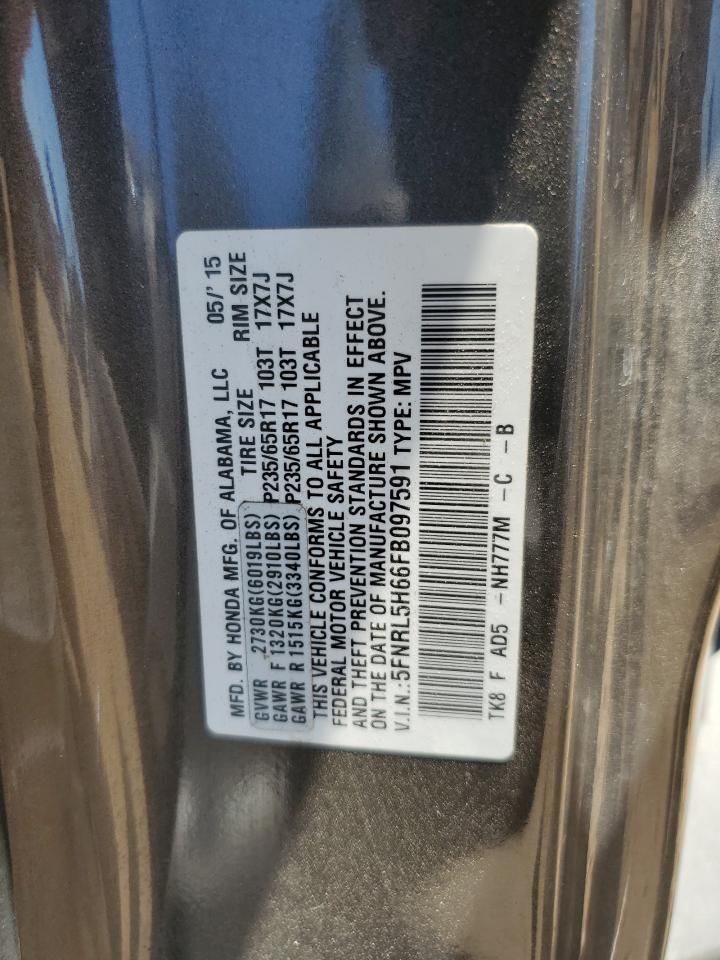 MFD. BY HONDA MFG. OF ALABAMA, LLC 05/' 15
TIRE SIZE RIM SIZE
GVWR 2730KG(6019LBS)
GAWR F 1320KG(2910LBS) P235/65R17 103T 17X7J
GAWR R 1515KG(3340LBS) P235/65R17 103T 17X7J
THIS VEHICLE CONFORMS TO ALL APPLICABLE
FEDERAL MOTOR VEHICLE SAFETY
AND THEFT PREVENTION STANDARDS IN EFFECT
ON THE DATE OF MANUFACTURE SHOWN ABOVE.
V.I.N.:5FNRL5H66FB097591 TYPE: MPV
TK8 F AD5 -NH777M -C -B